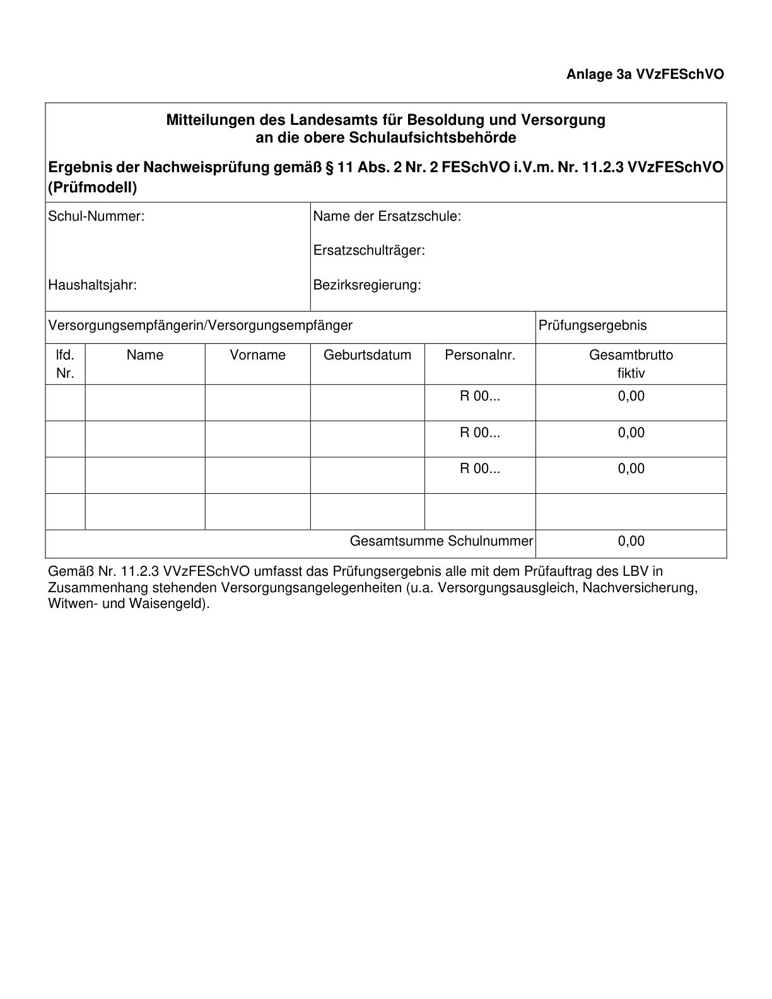 Anlage 3a VVzFESchVO
Mitteilungen des Landesamts für Besoldung und Versorgung
an die obere Schulaufsichtsbehörde
Ergebnis der Nachweisprüfung gemäß § 11 Abs. 2 Nr. 2 FESchVO i.V.m. Nr. 11.2.3 VVzFESchVO
(Prüfmodell)
Schul-Nummer:
Name der Ersatzschule:
Ersatzschulträger:
Haushaltsjahr:
Bezirksregierung:
Versorgungsempfängerin/Versorgungsempfänger
Prüfungsergebnis
lfd. Name Vorname Geburtsdatum Personalnr. Gesamtbrutto
Nr. fiktiv
R 00... 0,00
R 00... 0,00
R 00... 0,00
Gesamtsumme Schulnummer 0,00
Gemäß Nr. 11.2.3 VVzFESchVO umfasst das Prüfungsergebnis alle mit dem Prüfauftrag des LBV in
Zusammenhang stehenden Versorgungsangelegenheiten (u.a. Versorgungsausgleich, Nachversicherung,
Witwen- und Waisengeld).